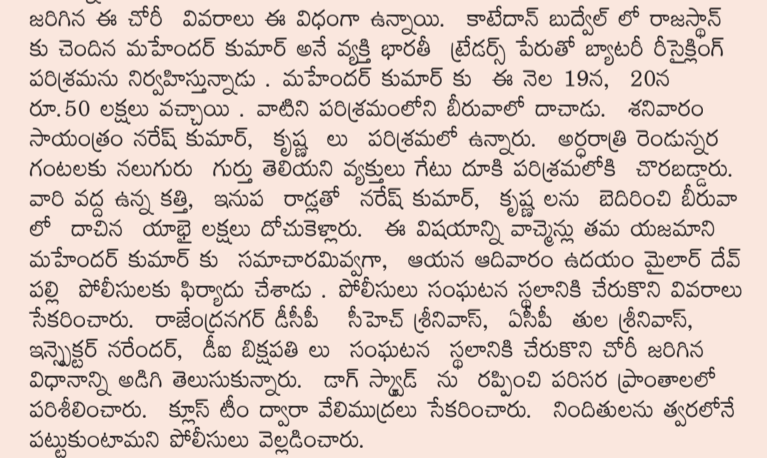 జరిగిన ఈ చోరీ వివరాలు ఈ విధంగా ఉన్నాయి. కాటేదాన్ బుద్వేల్ లో రాజస్థాన్
కు చెందిన మహేందర్ కుమార్ అనే వ్యక్తి భారతీ ట్రేడర్స్ పేరుతో బ్యాటరీ రీసైక్లింగ్
పరిశ్రమను నిర్వహిస్తున్నాడు . మహేందర్ కుమార్ కు ఈ నెల 19న, 20న
రూ.50 లక్షలు వచ్చాయి . వాటిని పరిశ్రమలోని బీరువాలో దాచాడు. శనివారం
సాయంత్రం నరేష్ కుమార్, కృష్ణ లు పరిశ్రమలో ఉన్నారు. అర్ధరాత్రి రెండున్నర
గంటలకు నలుగురు గుర్తు తెలియని వ్యక్తులు గేటు దూకి పరిశ్రమలోకి చొరబడ్డారు.
వారి వద్ద ఉన్న కత్తి, ఇనుప రాడ్లతో నరేష్ కుమార్, కృష్ణ లను బెదిరించి బీరువా
లో దాచిన యాభై లక్షలు దోచుకెళ్లారు. ఈ విషయాన్ని వాచ్మెన్లు తమ యజమాని
మహేందర్ కుమార్ కు సమాచారమివ్వగా, ఆయన ఆదివారం ఉదయం మైలార్ దేవ్
పల్లి పోలీసులకు ఫిర్యాదు చేశాడు . పోలీసులు సంఘటన స్థలానికి చేరుకొని వివరాలు
సేకరించారు. రాజేంద్రనగర్ డీసీపీ సీహెచ్ శ్రీనివాస్, ఏసీపీ తుల శ్రీనివాస్,
ఇన్స్పెక్టర్ నరేందర్, డీఐ బిక్షపతి లు సంఘటన స్థలానికి చేరుకొని చోరీ జరిగిన
విధానాన్ని అడిగి తెలుసుకున్నారు. డాగ్ స్క్వాడ్ ను రప్పించి పరిసర ప్రాంతాలలో
పరిశీలించారు. క్లూస్ టీం ద్వారా వేలిముద్రలు సేకరించారు. నిందితులను త్వరలోనే
పట్టుకుంటామని పోలీసులు వెల్లడించారు.